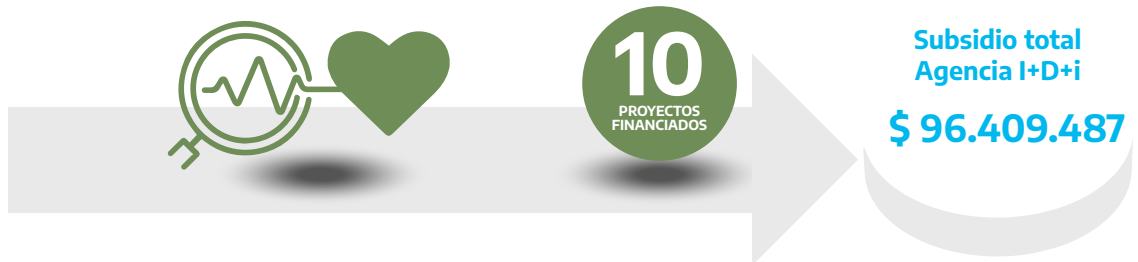 10
PROYECTOS
FINANCIADOS
Subsidio total
Agencia I+D+i
$ 96.409.487